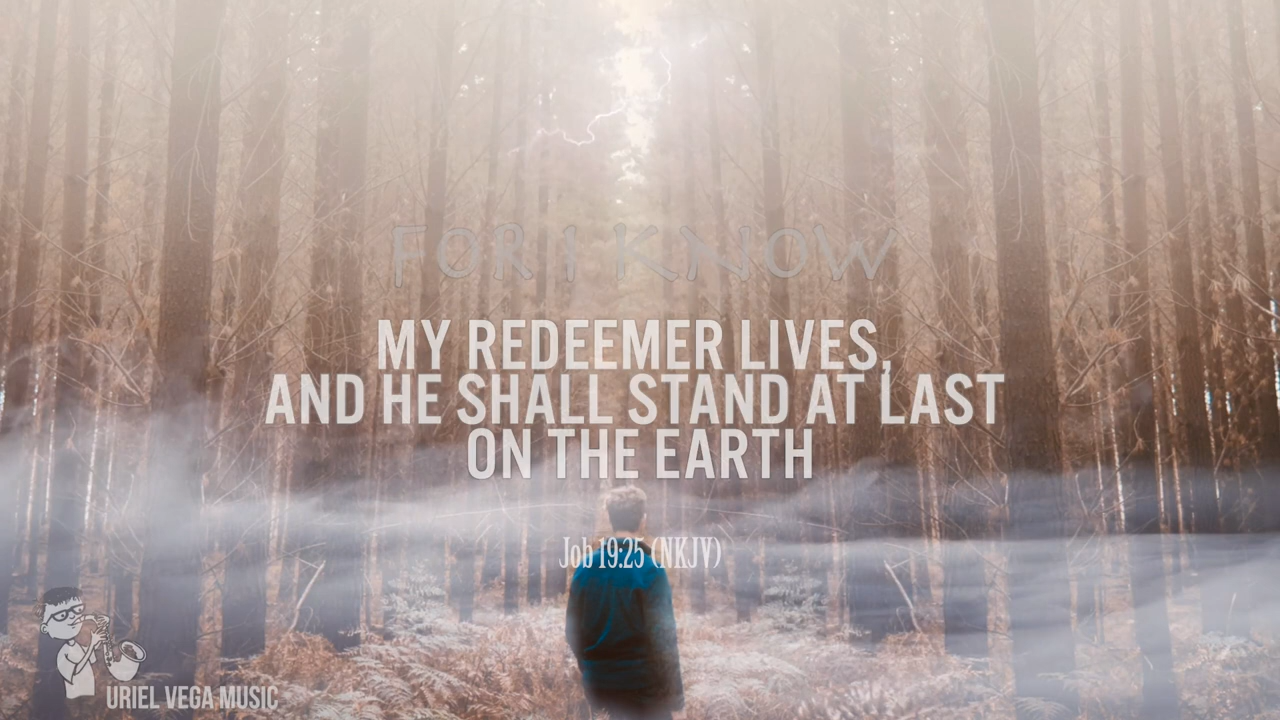 FOR I KNOW
MY REDEEMER LIVES,
AND HE SHALL STAND AT LAST
ON THE EARTH
Job 19:25 (NKJV)
URIEL VEGA MUSIC